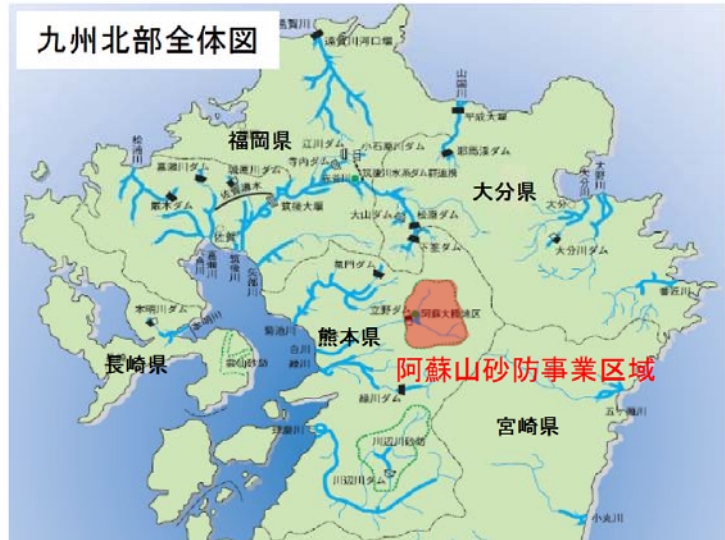 九州北部全体図
遠賀川
遠賀川河口堰
山国川
平成大堰
福岡県
江川ダム
小石原川ダム
耶馬渓ダム
松浦川
嘉瀬川ダム
城原川ダム
寺内ダム
筑後川水系ダム群連携
大分県
大分川
大野川
厳木ダム
佐賀導水
筑後大堰
大山ダム
松原ダム
大分
佐賀
下筌ダム
大分川ダム
六角川
嘉瀬川
筑後川
矢部川
竜門ダム
番匠川
本明川ダム
本明川
立野ダム
阿蘇大橋地区
菊池川
熊本県
白川
緑川
長崎県
雲仙砂防
阿蘇山砂防事業区域
緑川ダム
五ヶ瀬川
宮崎県
球磨川
川辺川砂防
川辺川ダム
小丸川